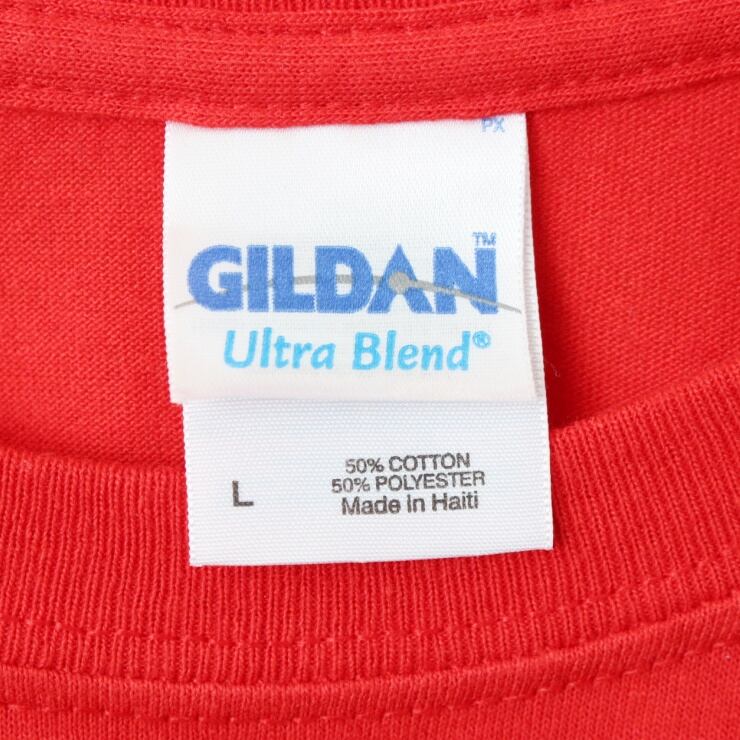 PX
GILDAN™
Ultra Blend®
L
50% COTTON
50% POLYESTER
Made in Haiti